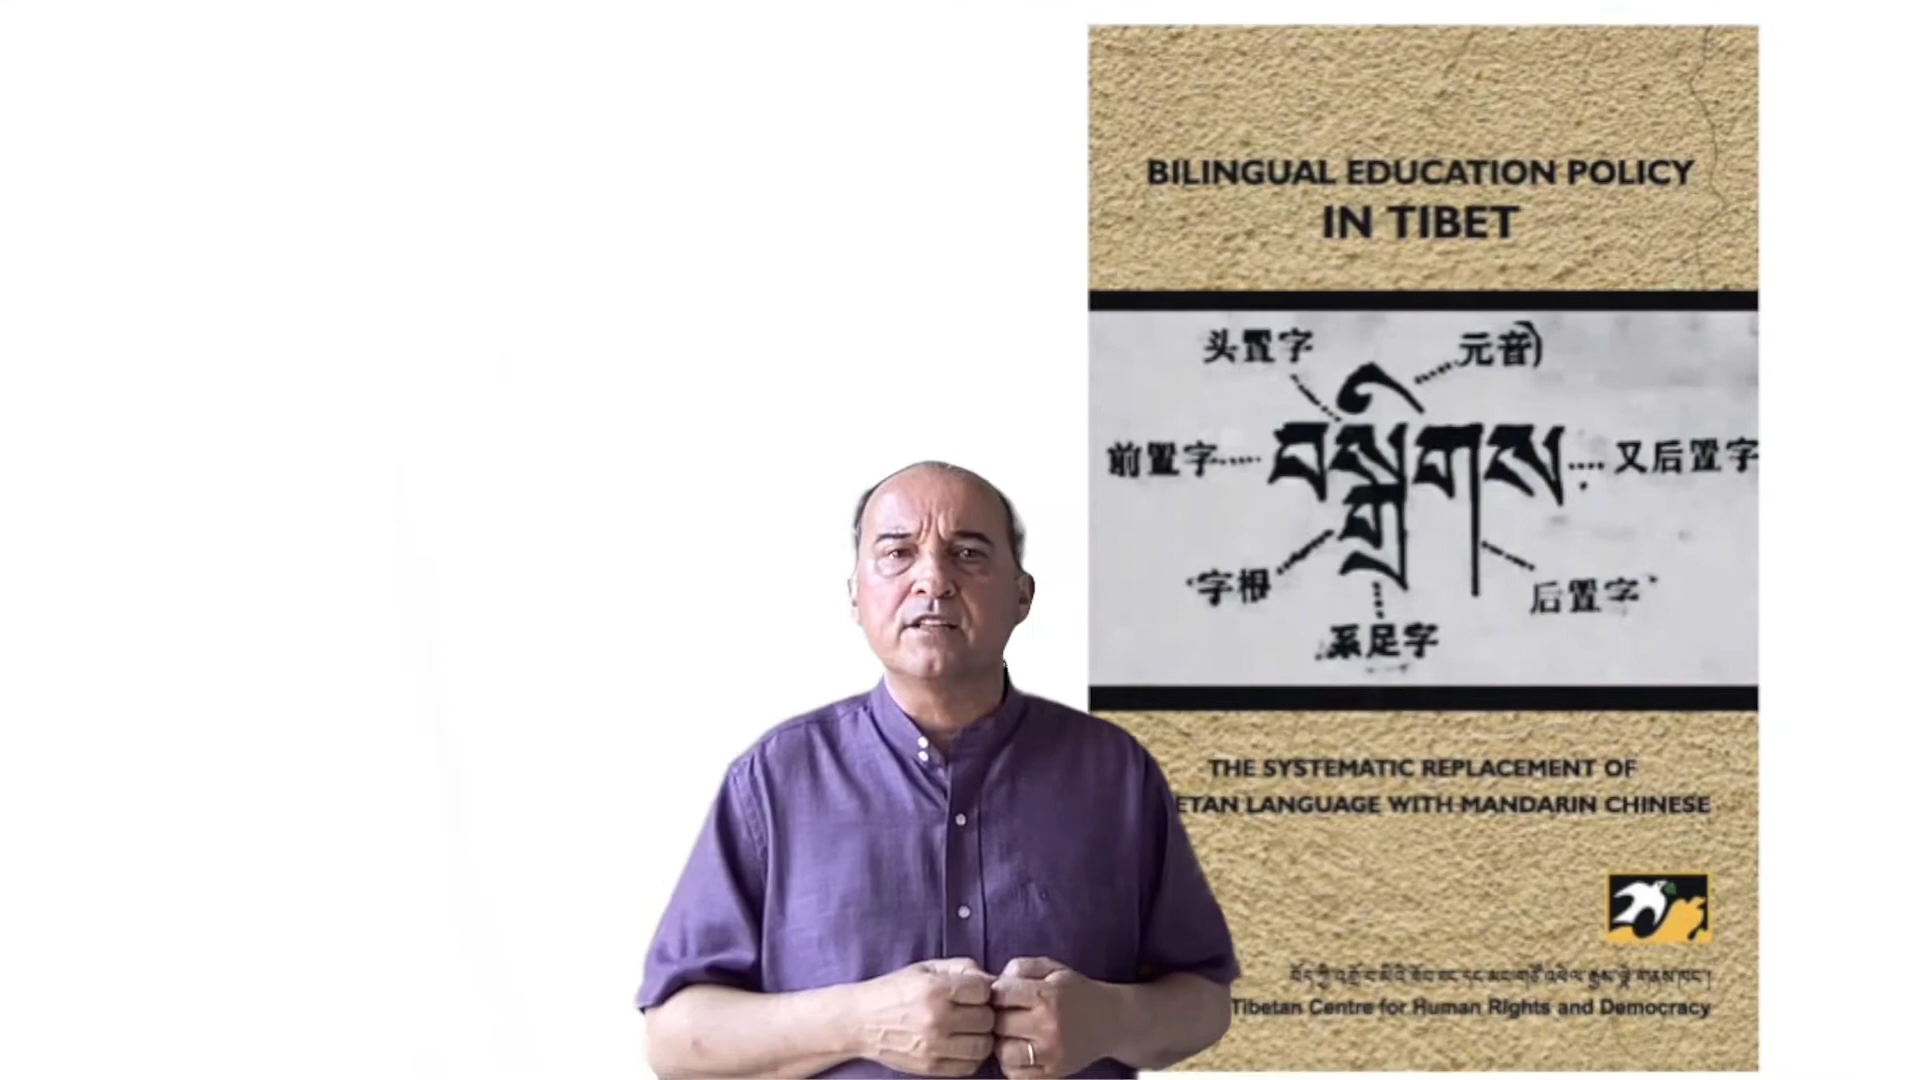 BILINGUAL EDUCATION POLICY
IN TIBET
头置字
元音)
前置字
བསྒྲིགས
又后置字
字根
后置字
系足字
THE SYSTEMATIC REPLACEMENT OF
ETAN LANGUAGE WITH MANDARIN CHINESE
Tibetan Centre for Human Rights and Democracy